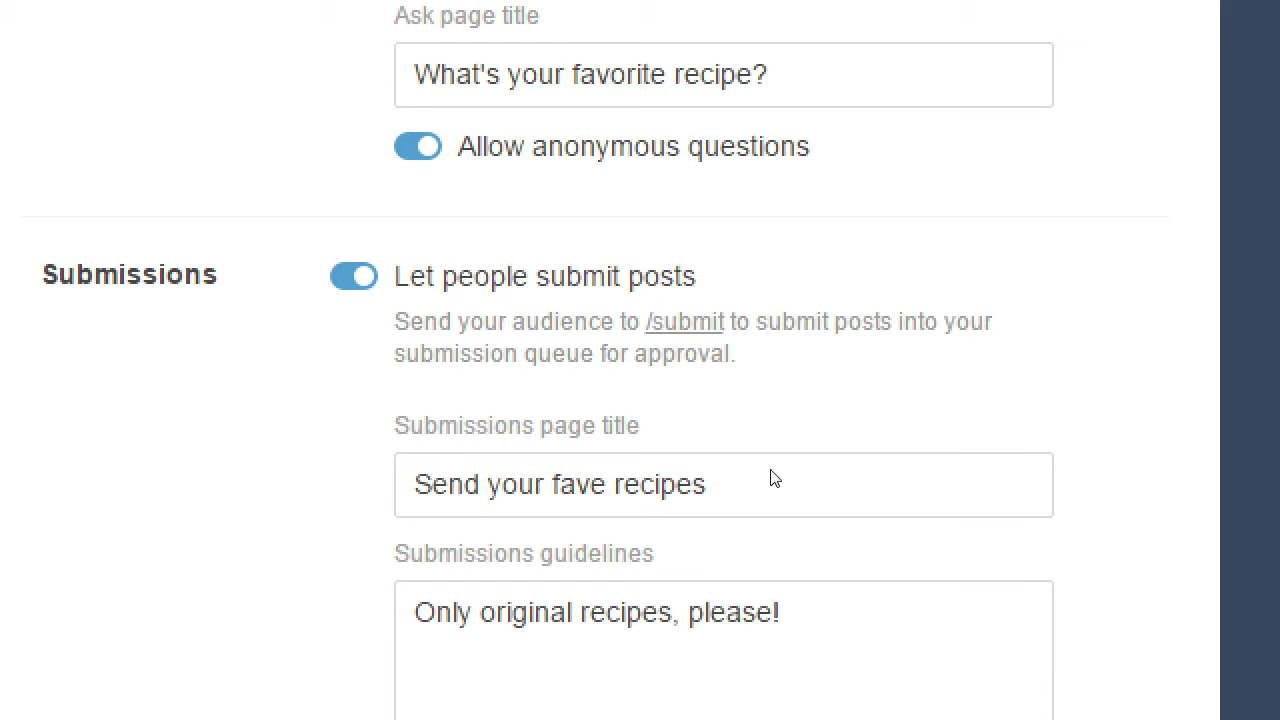 Ask page title
What's your favorite recipe?
Allow anonymous questions
Submissions
Let people submit posts
Send your audience to /submit to submit posts into your
submission queue for approval.
Submissions page title
Send your fave recipes
Submissions guidelines
Only original recipes, please!